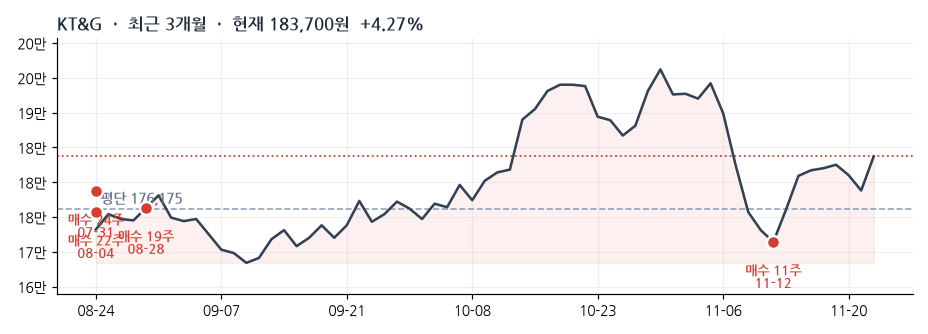 KT&G · 최근 3개월 · 현재 183,700원 +4.27%
20만
20만
19만
18만
18만
18만
17만
16만
평단 176,175
매수 24주
07-31
매수 22주
08-04
매수 19주
08-28
매수 11주
11-12
08-24
09-07
09-21
10-08
10-23
11-06
11-20